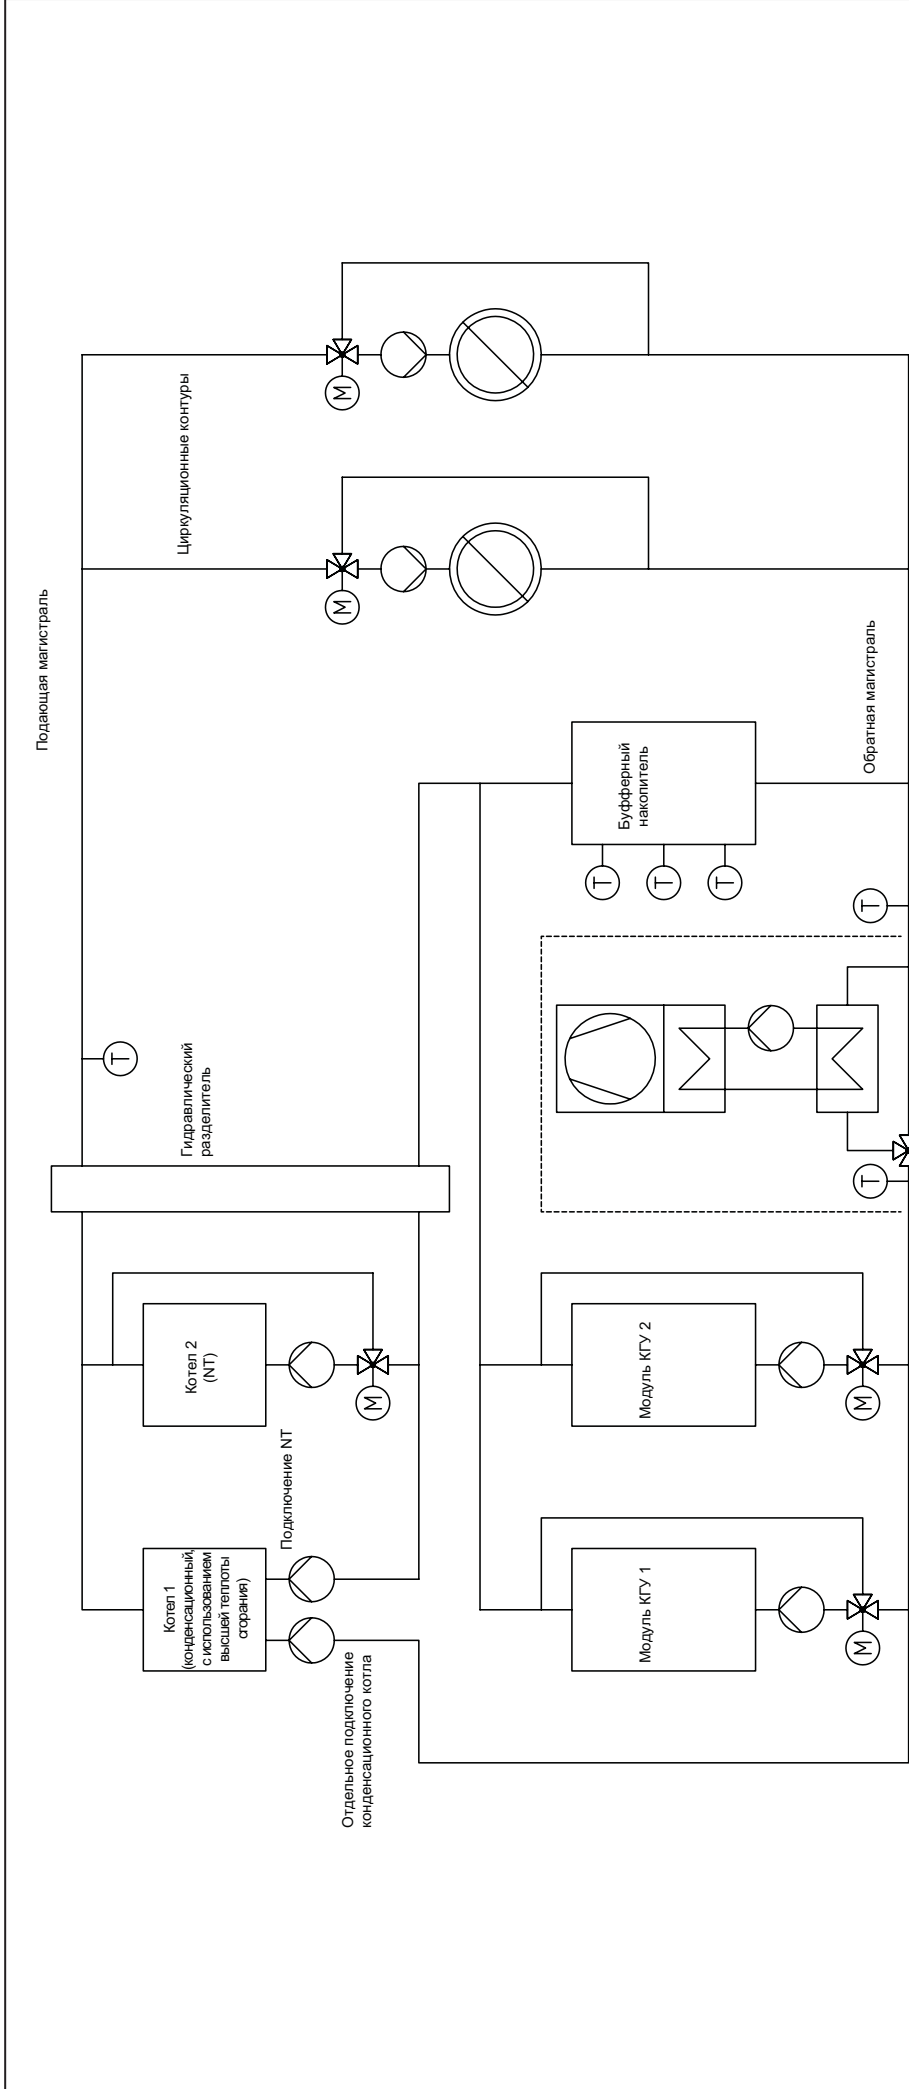 Подающая магистраль
T
Котел 1
(конденсационный,
с использованием
высшей теплоты
сгорания)
Котел 2
(NT)
Гидравлический
разделитель
Циркуляционные контуры
Подключение NT
Отдельное подключение
конденсационного котла
M
M
M
Модуль КГУ 1
Модуль КГУ 2
T
T
T
Буфферный
накопитель
M
M
T
T
Обратная магистраль